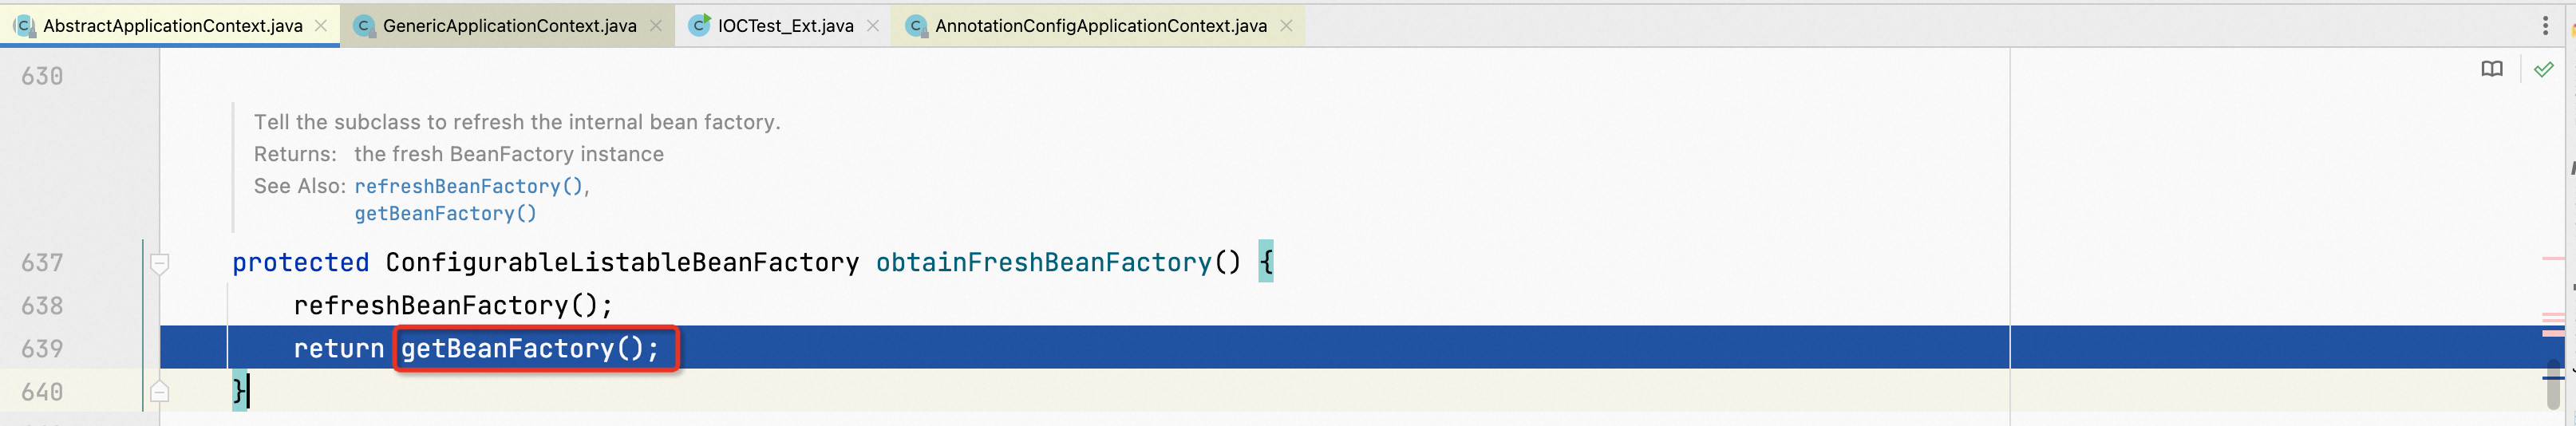 AbstractApplicationContext.java GenericApplicationContext.java IOCTest_Ext.java AnnotationConfigApplicationContext.java
630
Tell the subclass to refresh the internal bean factory.
Returns: the fresh BeanFactory instance
See Also: refreshBeanFactory(),
getBeanFactory()
637 protected ConfigurableListableBeanFactory obtainFreshBeanFactory() {
638 refreshBeanFactory();
639 return getBeanFactory();
640 }